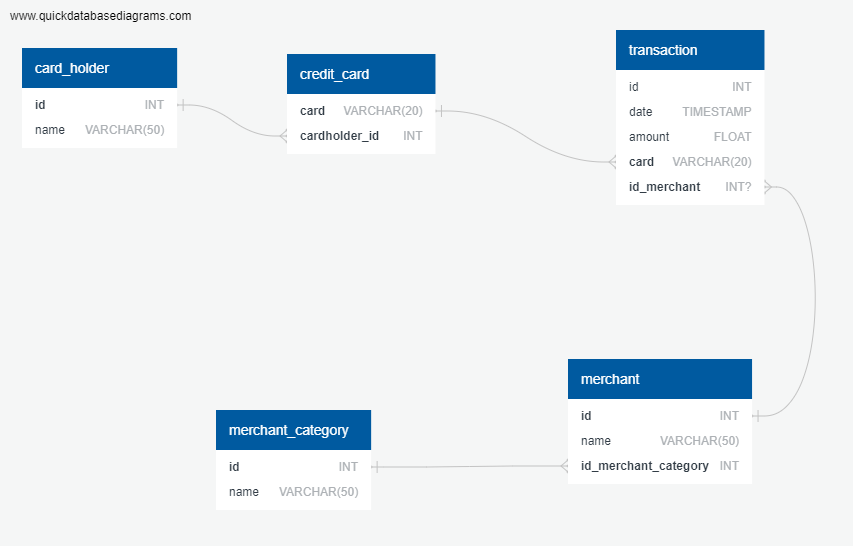 www.quickdatabasediagrams.com
card_holder
id INT
name VARCHAR(50)
credit_card
card VARCHAR(20)
cardholder_id INT
transaction
id INT
date TIMESTAMP
amount FLOAT
card VARCHAR(20)
id_merchant INT?
merchant
id INT
name VARCHAR(50)
id_merchant_category INT
merchant_category
id INT
name VARCHAR(50)